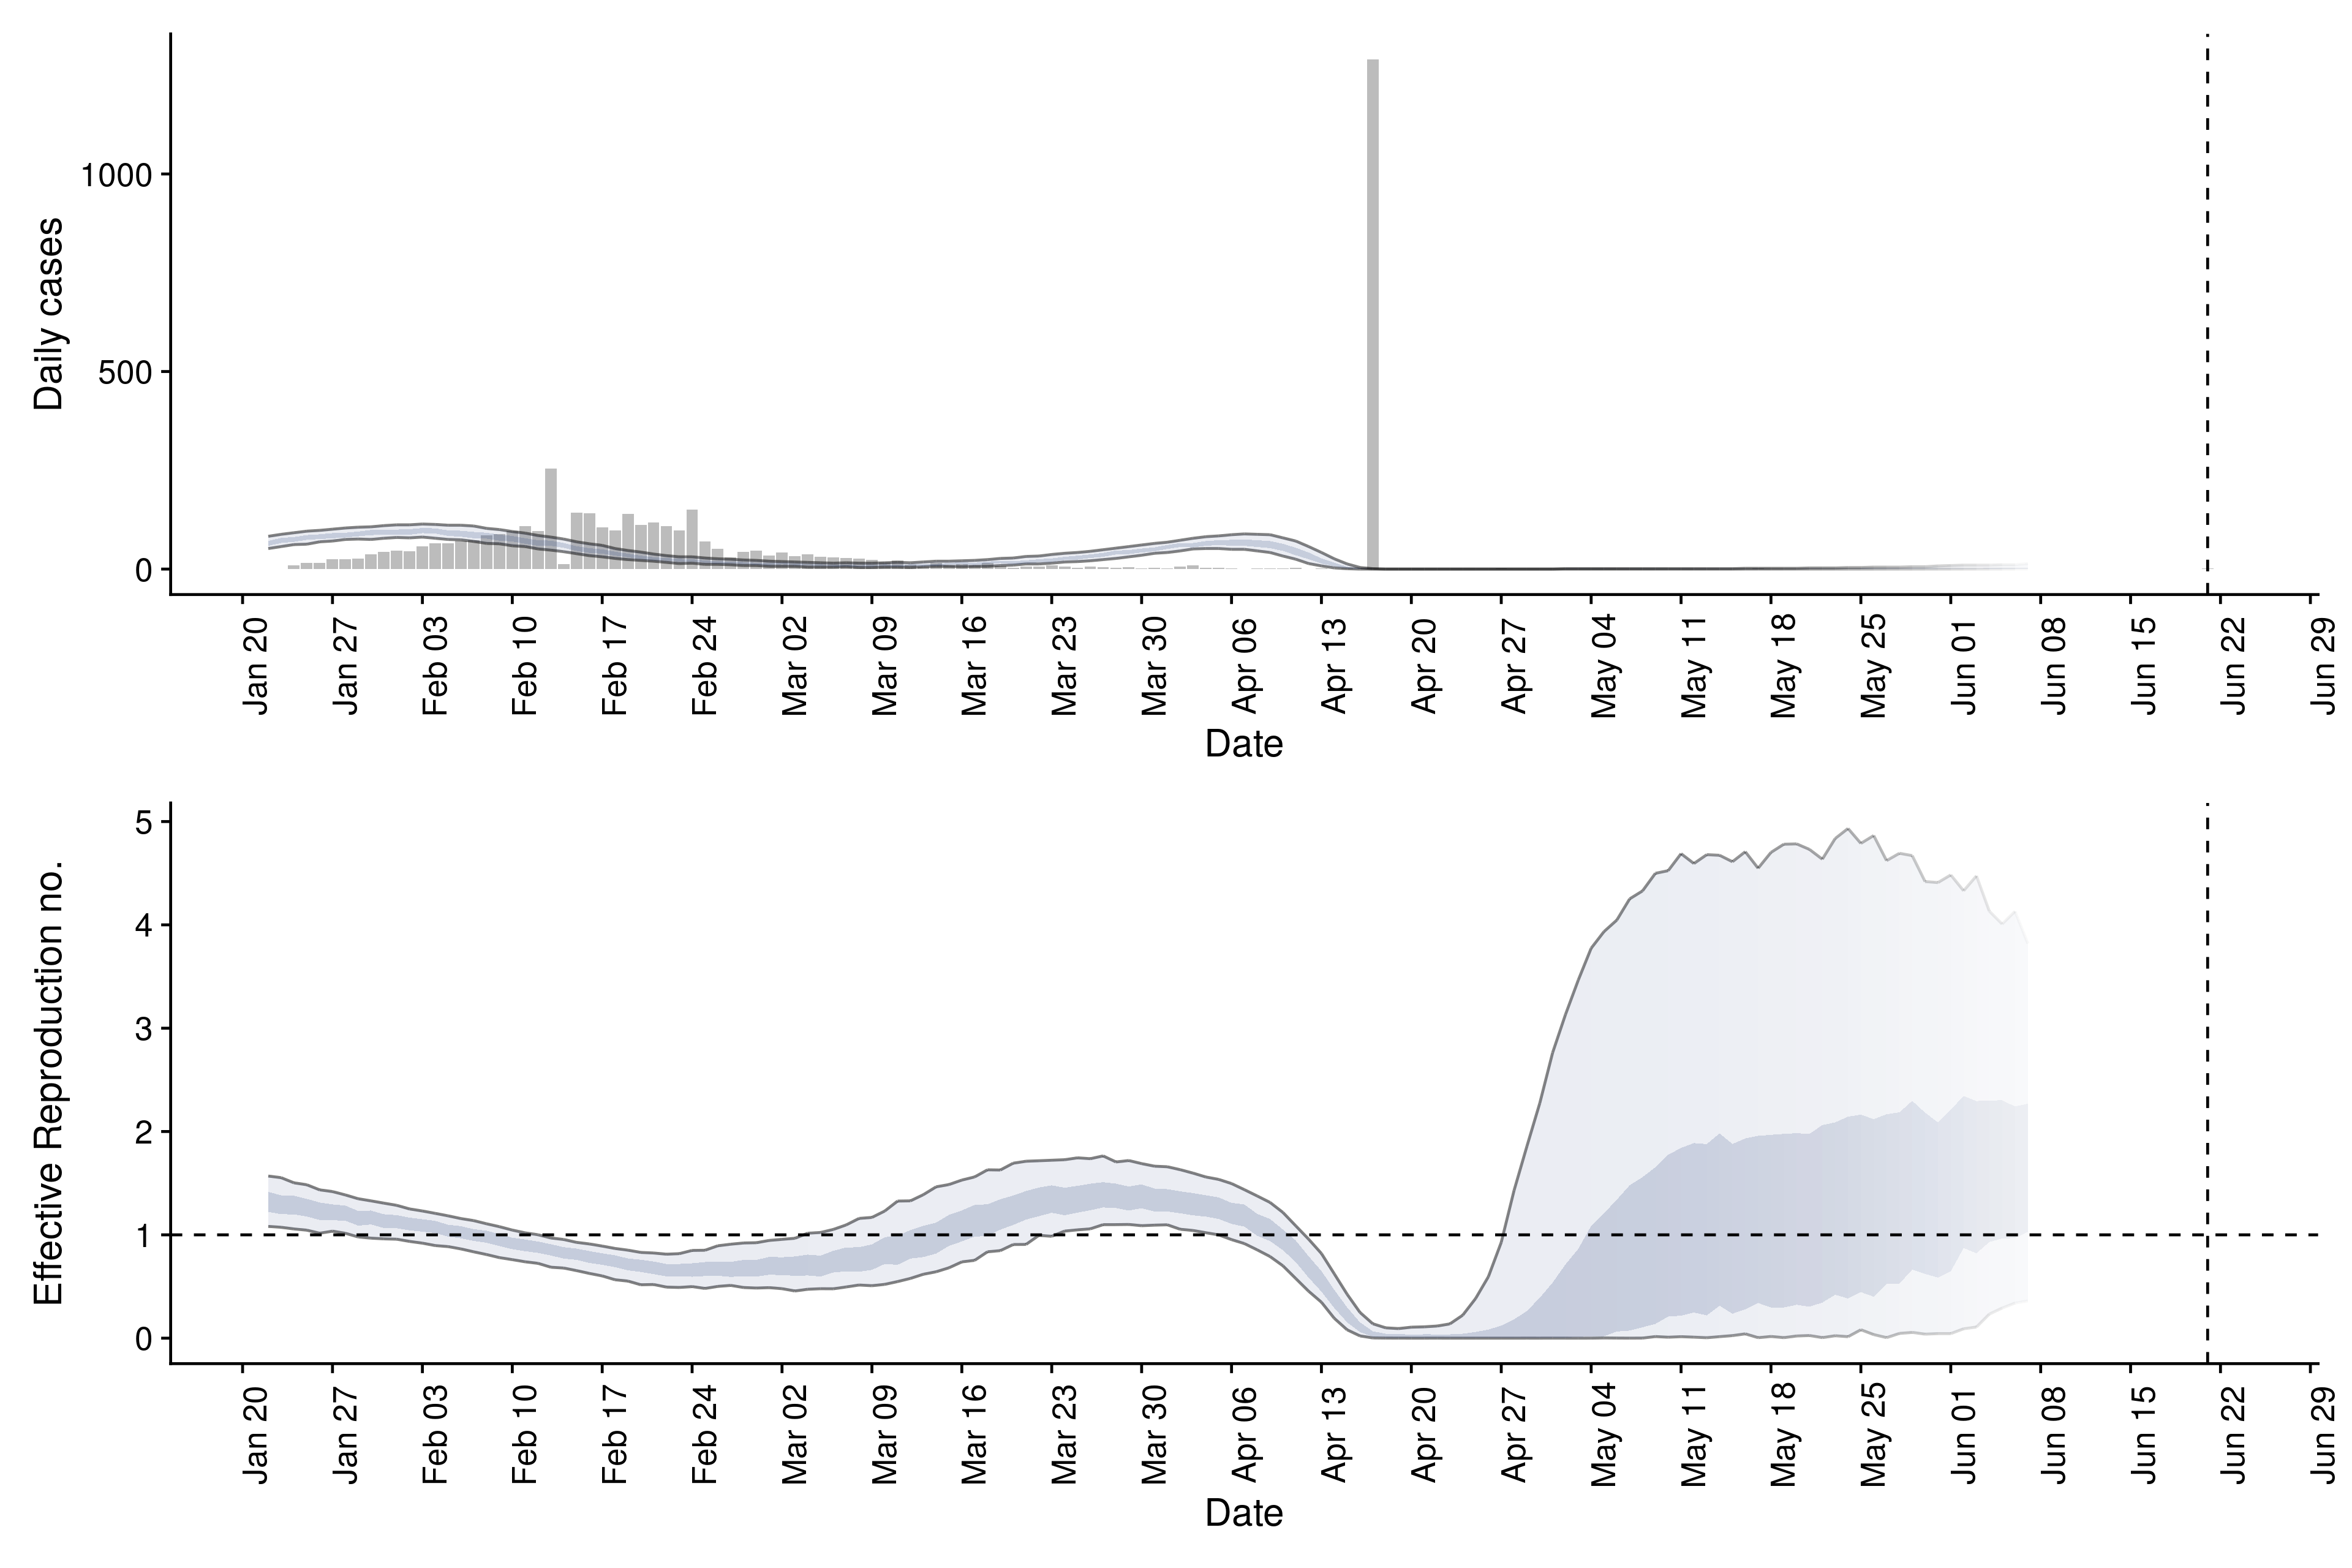 Daily cases
1000
500
0
Jan 20
Jan 27
Feb 03
Feb 10
Feb 17
Feb 24
Mar 02
Mar 09
Mar 16
Mar 23
Mar 30
Apr 06
Apr 13
Apr 20
Apr 27
May 04
May 11
May 18
May 25
Jun 01
Jun 08
Jun 15
Jun 22
Jun 29
Date
Effective Reproduction no.
5
4
3
2
1
0
Jan 20
Jan 27
Feb 03
Feb 10
Feb 17
Feb 24
Mar 02
Mar 09
Mar 16
Mar 23
Mar 30
Apr 06
Apr 13
Apr 20
Apr 27
May 04
May 11
May 18
May 25
Jun 01
Jun 08
Jun 15
Jun 22
Jun 29
Date